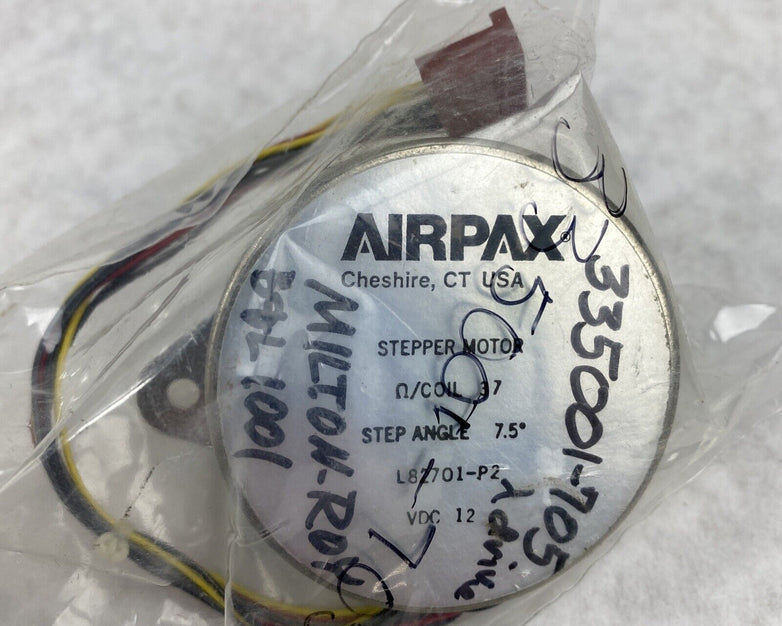 AIRPAX®
Cheshire, CT USA
STEPPER MOTOR
Ω/COIL 37
STEP ANGLE 7.5°
L82701-P2
VDC 12
335001-705
MILTON-ROY
1001